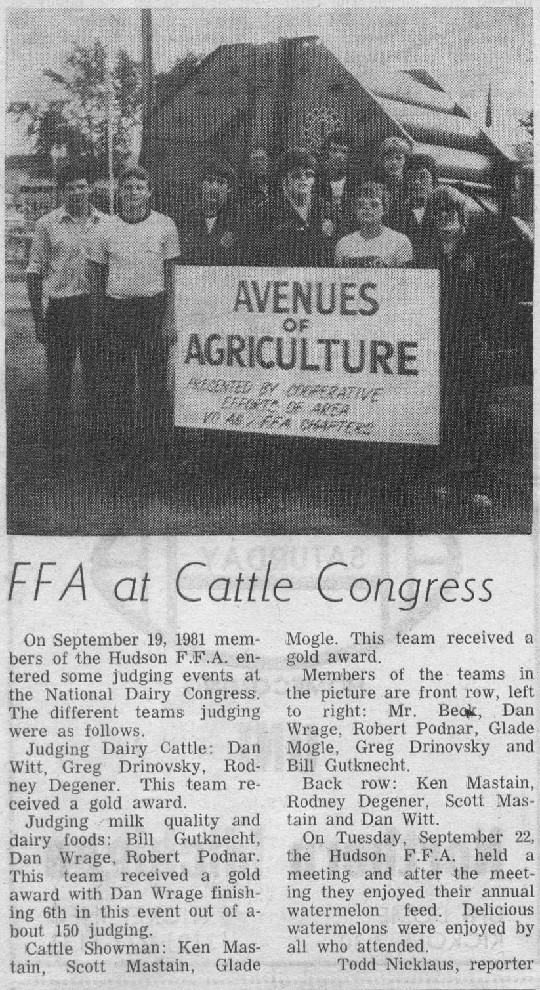 AVENUES
OF
AGRICULTURE
PRESENTED BY COOPERATIVE
EFFORTS OF AREA
VO AG / FFA CHAPTERS
FFA at Cattle Congress
On September 19, 1981 mem-
bers of the Hudson F.F.A. en-
tered some judging events at
the National Dairy Congress.
The different teams judging
were as follows.
Judging Dairy Cattle: Dan
Witt, Greg Drinovsky, Rod-
ney Degener. This team re-
ceived a gold award.
Judging milk quality and
dairy foods: Bill Gutknecht,
Dan Wrage, Robert Podnar.
This team received a gold
award with Dan Wrage finish-
ing 6th in this event out of a-
bout 150 judging.
Cattle Showman: Ken Mas-
tain, Scott Mastain, Glade
Mogle. This team received a
gold award.
Members of the teams in
the picture are front row, left
to right: Mr. Beck, Dan
Wrage, Robert Podnar, Glade
Mogle, Greg Drinovsky and
Bill Gutknecht.
Back row: Ken Mastain,
Rodney Degener, Scott Mas-
tain and Dan Witt.
On Tuesday, September 22,
the Hudson F.F.A. held a
meeting and after the meet-
ing they enjoyed their annual
watermelon feed. Delicious
watermelons were enjoyed by
all who attended.
Todd Nicklaus, reporter